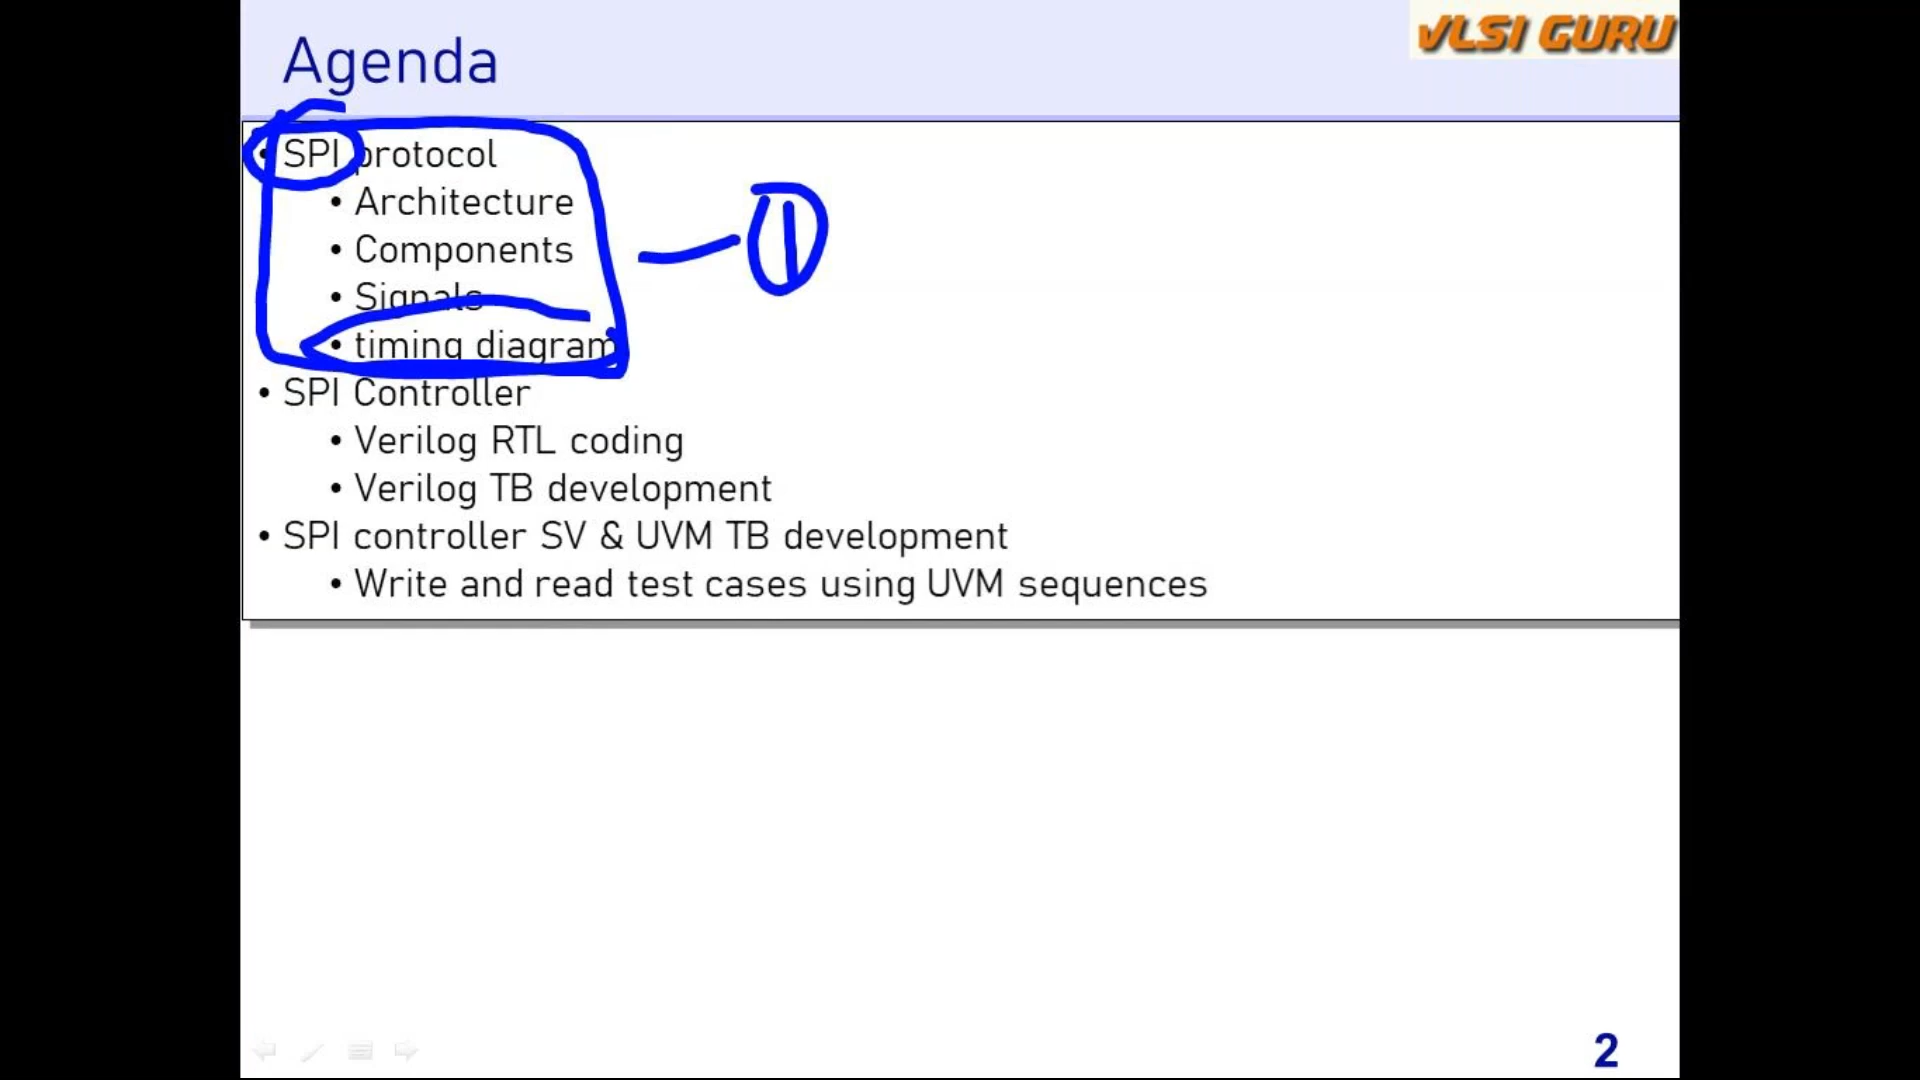 Agenda
VLSI GURU
• SPI protocol
• Architecture
• Components
• Signals
• timing diagram
1
• SPI Controller
• Verilog RTL coding
• Verilog TB development
• SPI controller SV & UVM TB development
• Write and read test cases using UVM sequences
2